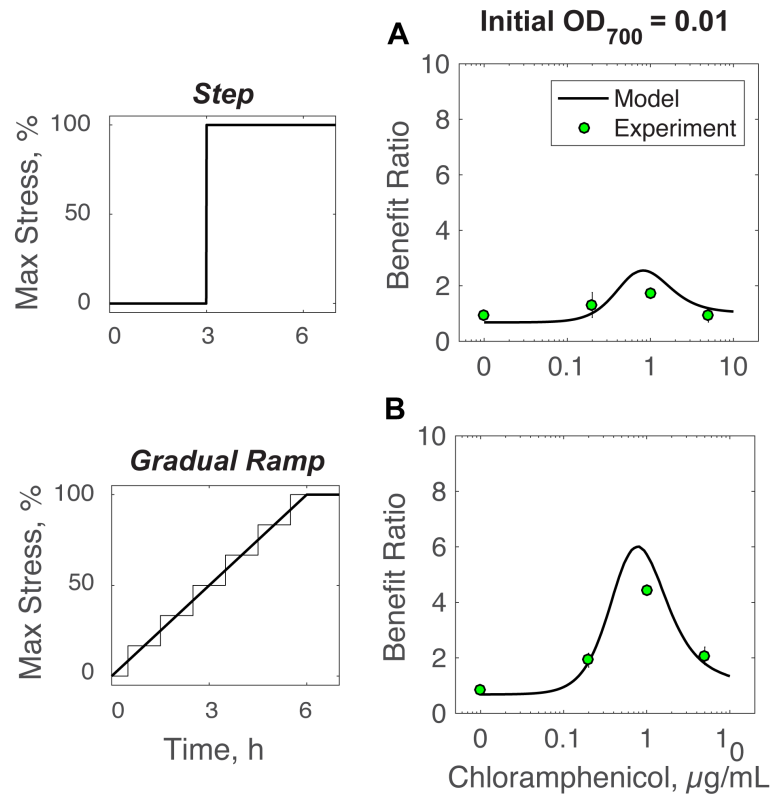 A
Initial OD700 = 0.01
Step
Max Stress, %
100
50
0
0 3 6
Benefit Ratio
10
8
6
4
2
0
Model
Experiment
0 0.1 1 10
B
Gradual Ramp
Max Stress, %
100
50
0
0 3 6
Time, h
Benefit Ratio
10
8
6
4
2
0
0 0.1 1 10
Chloramphenicol, µg/mL